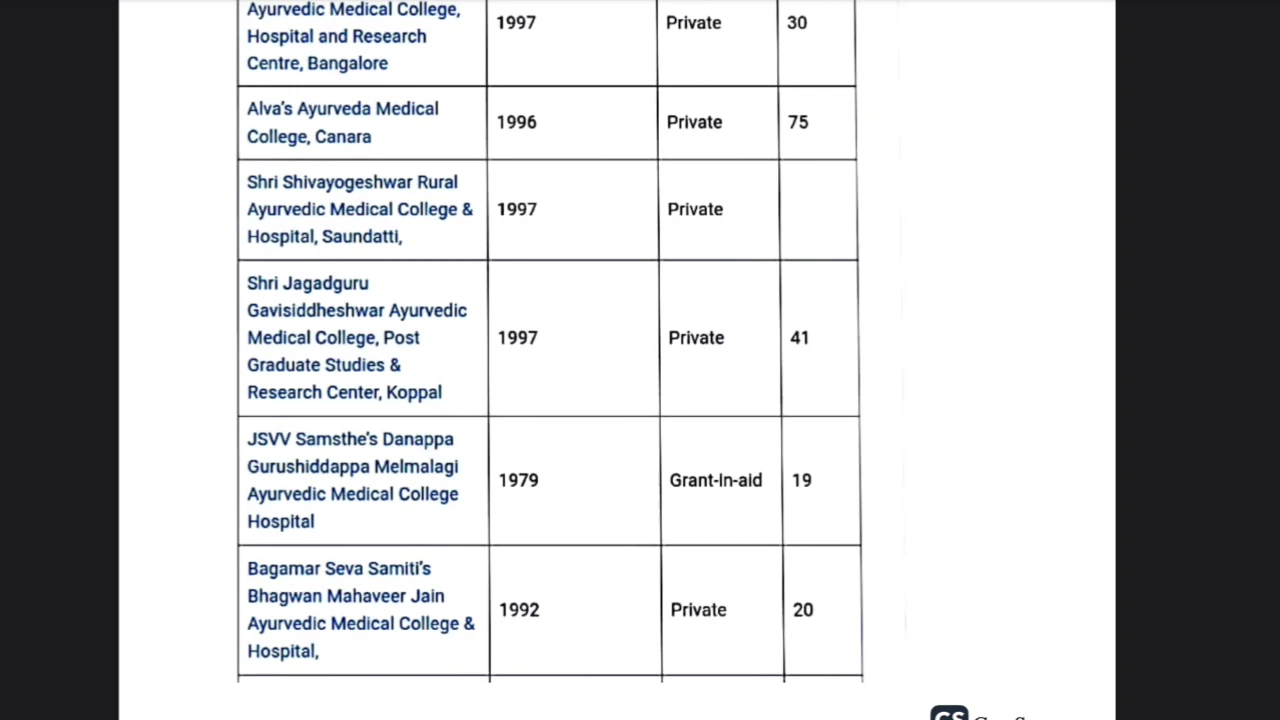 Ayurvedic Medical College,
Hospital and Research
Centre, Bangalore
1997
Private
30
Alva's Ayurveda Medical
College, Canara
1996
Private
75
Shri Shivayogeshwar Rural
Ayurvedic Medical College &
Hospital, Saundatti,
1997
Private
Shri Jagadguru
Gavisiddheshwar Ayurvedic
Medical College, Post
Graduate Studies &
Research Center, Koppal
1997
Private
41
JSVV Samsthe's Danappa
Gurushiddappa Melmalagi
Ayurvedic Medical College
Hospital
1979
Grant-In-aid
19
Bagamar Seva Samiti's
Bhagwan Mahaveer Jain
Ayurvedic Medical College &
Hospital,
1992
Private
20
CS